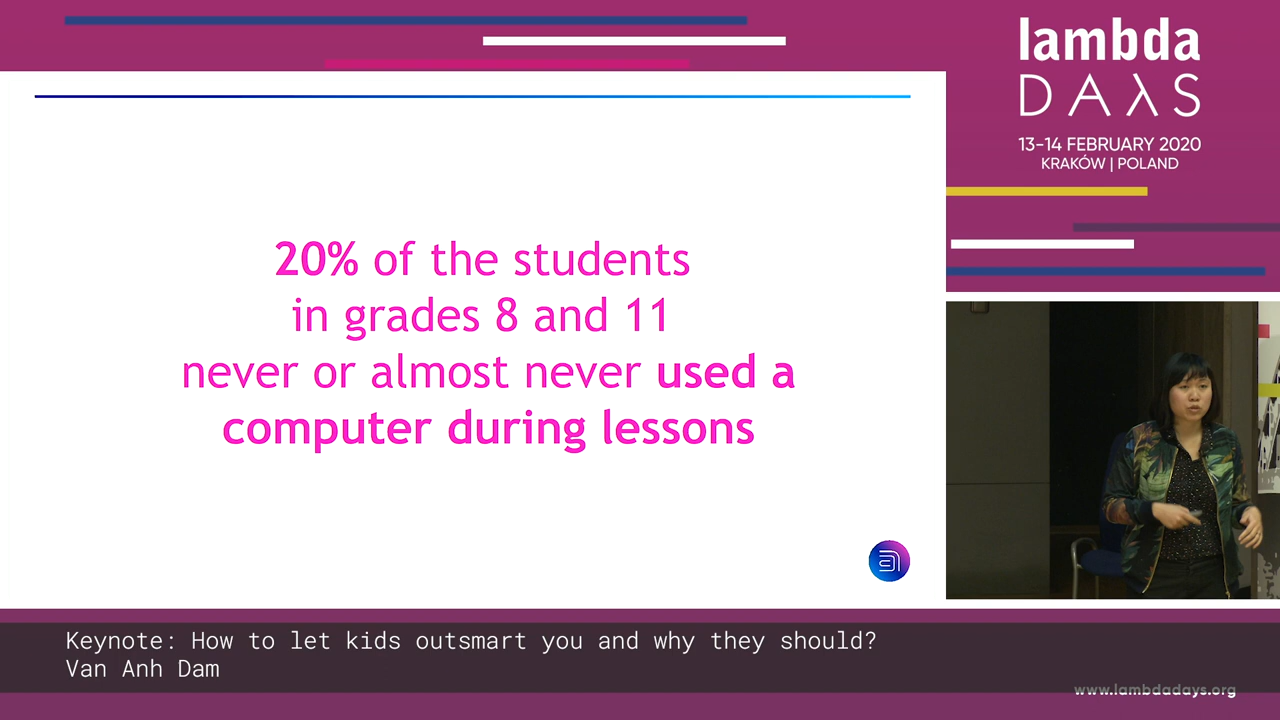 lambda
DAλS
13-14 FEBRUARY 2020
KRAKÓW | POLAND
20% of the students
in grades 8 and 11
never or almost never used a
computer during lessons
Keynote: How to let kids outsmart you and why they should?
Van Anh Dam
www.lambdadays.org